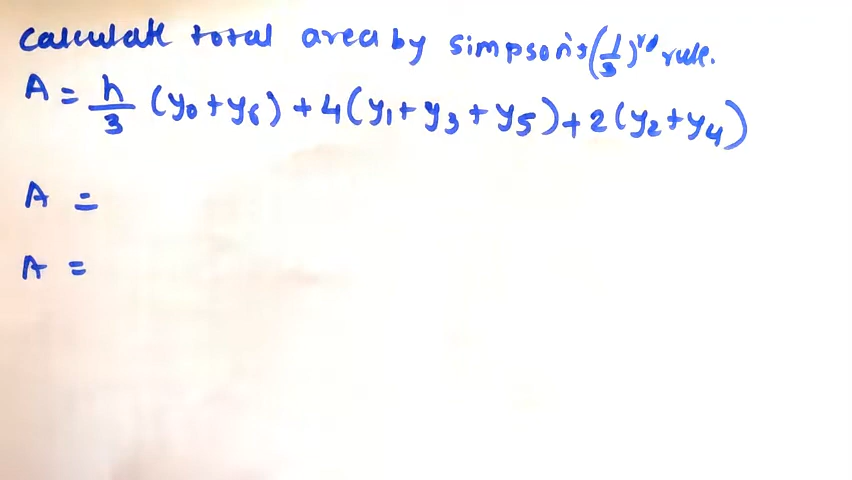 Calculate total area by simpson's (1/3)rd rule.
A = h/3 (y₀ + y₆) + 4(y₁ + y₃ + y₅) + 2(y₂ + y₄)
A =
A =